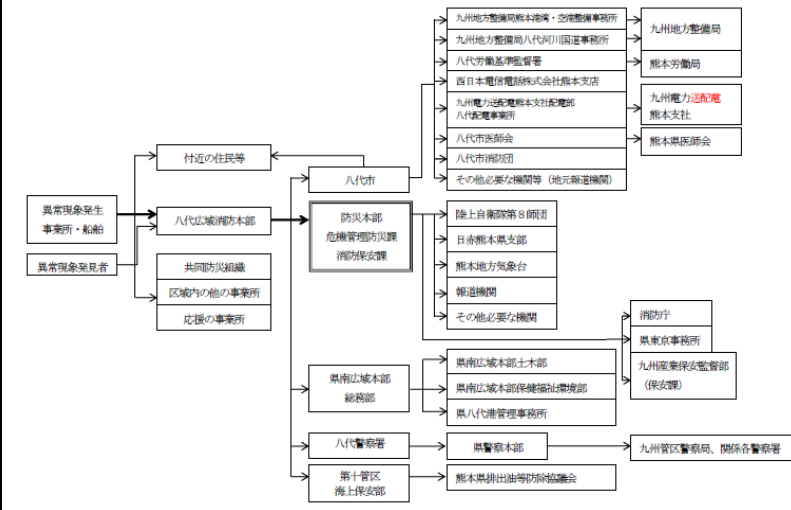 九州地方整備局熊本港湾・空港整備事務所
九州地方整備局八代河川国道事務所
九州地方整備局
八代労働基準監督署
熊本労働局
西日本電信電話株式会社熊本支店
九州電力送配電熊本支社配電部
八代配電事業所
九州電力送配電
熊本支社
八代市医師会
熊本県医師会
八代市消防団
その他必要な機関等（地元報道機関）
付近の住民等
八代市
異常現象発生
事業所・船舶
八代広域消防本部
防災本部
危機管理防災課
消防保安課
陸上自衛隊第８師団
日赤熊本県支部
熊本地方気象台
報道機関
その他必要な機関
異常現象発見者
共同防災組織
区域内の他の事業所
応援の事業所
消防庁
県東京事務所
九州産業保安監督部
（保安課）
県南広域本部
総務部
県南広域本部土木部
県南広域本部保健福祉環境部
県八代港管理事務所
八代警察署
県警察本部
九州管区警察局、関係各警察署
第十管区
海上保安部
熊本県排出油等防除協議会